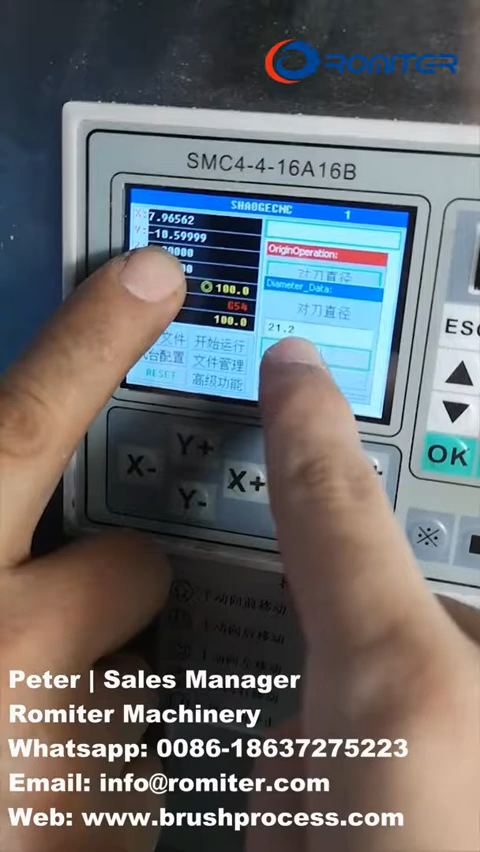 ROMITER
SMC4-4-16A16B
SHAOGECNC 1
X: 7.96562
Y: -10.59999
100.0
G54
100.0
OriginOperation:
对刀直径
Diameter_Data:
对刀直径
21.2
文件 开始运行
配置 文件管理
RESET 高级功能
ESC
OK
X-
Y+
Y-
X+
※
Peter | Sales Manager
Romiter Machinery
Whatsapp: 0086-18637275223
Email: info@romiter.com
Web: www.brushprocess.com